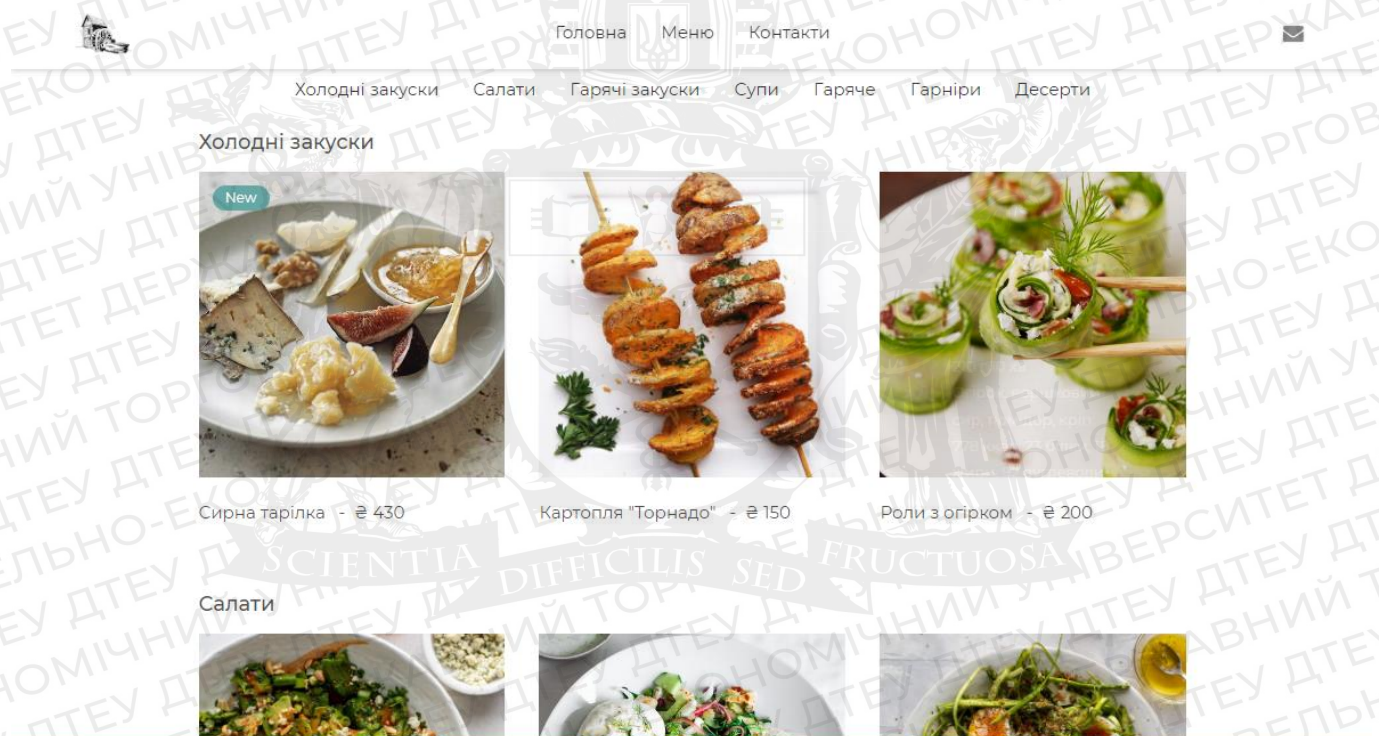 Головна Меню Контакти
Холодні закуски Салати Гарячі закуски Супи Гаряче Гарніри Десерти
Холодні закуски
New
Сирна тарілка - ₴ 430
Картопля "Торнадо" - ₴ 150
Роли з огірком - ₴ 200
SCIENTIA DIFFICILIS SED FRUCTUOSA
Салати